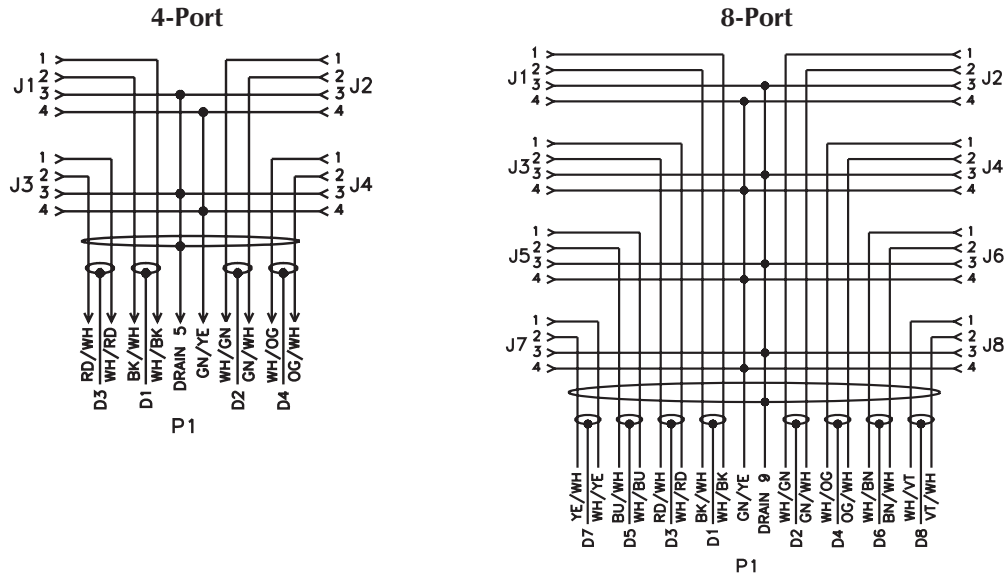 4-Port
1 1
2 2
J1 3 3 J2
4 4
1 1
2 2
J3 3 3 J4
4 4
RD/WH
WH/RD
BK/WH
WH/BK
DRAIN 5
GN/YE
WH/GN
GN/WH
WH/OG
OG/WH
D3
D1
D2
D4
P1
8-Port
1 1
2 2
J1 3 3 J2
4 4
1 1
2 2
J3 3 3 J4
4 4
1 1
2 2
J5 3 3 J6
4 4
1 1
2 2
J7 3 3 J8
4 4
YE/WH
WH/YE
BU/WH
WH/BU
RD/WH
WH/RD
BK/WH
WH/BK
GN/YE
DRAIN 9
WH/GN
GN/WH
WH/OG
OG/WH
WH/BN
BN/WH
WH/VT
VT/WH
D7
D5
D3
D1
D2
D4
D6
D8
P1